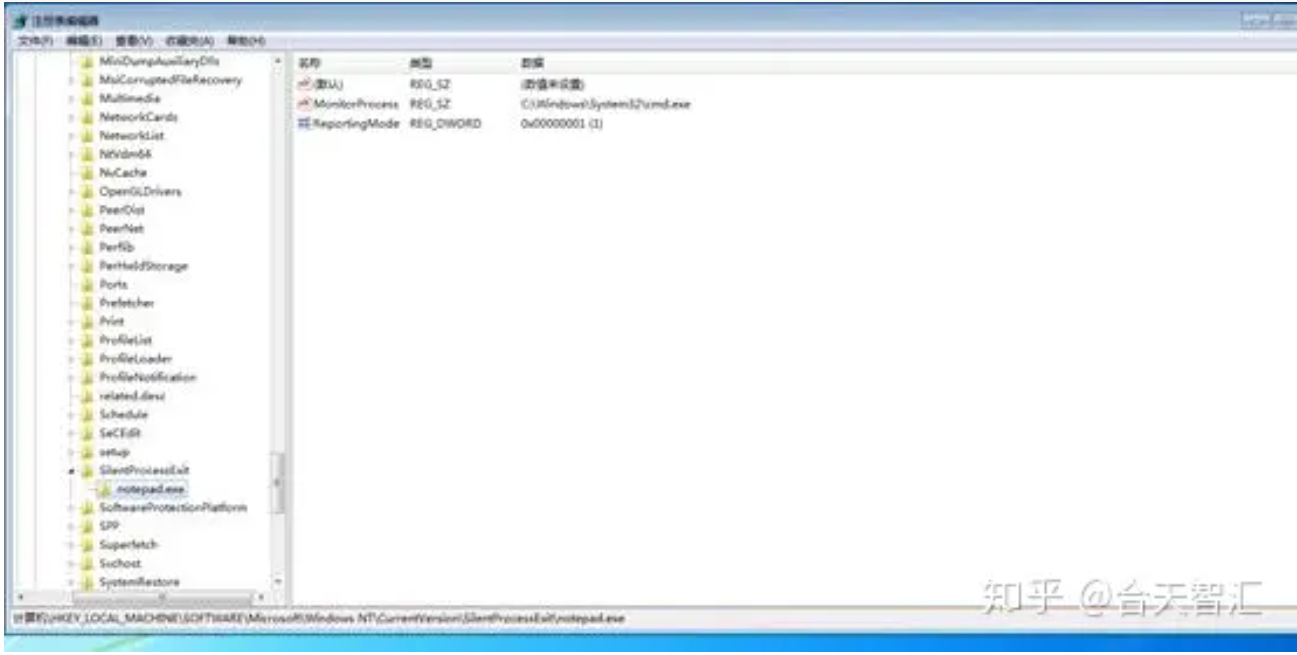 注册表编辑器
文件(F) 编辑(E) 查看(V) 收藏夹(A) 帮助(H)
MiniDumpAuxiliaryDlls
MsiCorruptedFileRecovery
Multimedia
NetworkCards
NetworkList
NtVdm64
NuCache
OpenGLDrivers
PeerDist
PeerNet
Perflib
PerHwIdStorage
Ports
Prefetcher
Print
ProfileList
ProfileLoader
ProfileNotification
related.desc
Schedule
SeCEdit
setup
SilentProcessExit
notepad.exe
SoftwareProtectionPlatform
SPP
Superfetch
Svchost
SystemRestore
名称 类型 数据
(默认) REG_SZ (数值未设置)
MonitorProcess REG_SZ C:\Windows\System32\cmd.exe
ReportingMode REG_DWORD 0x00000001 (1)
计算机\HKEY_LOCAL_MACHINE\SOFTWARE\Microsoft\Windows NT\CurrentVersion\SilentProcessExit\notepad.exe
知乎 @台天智汇